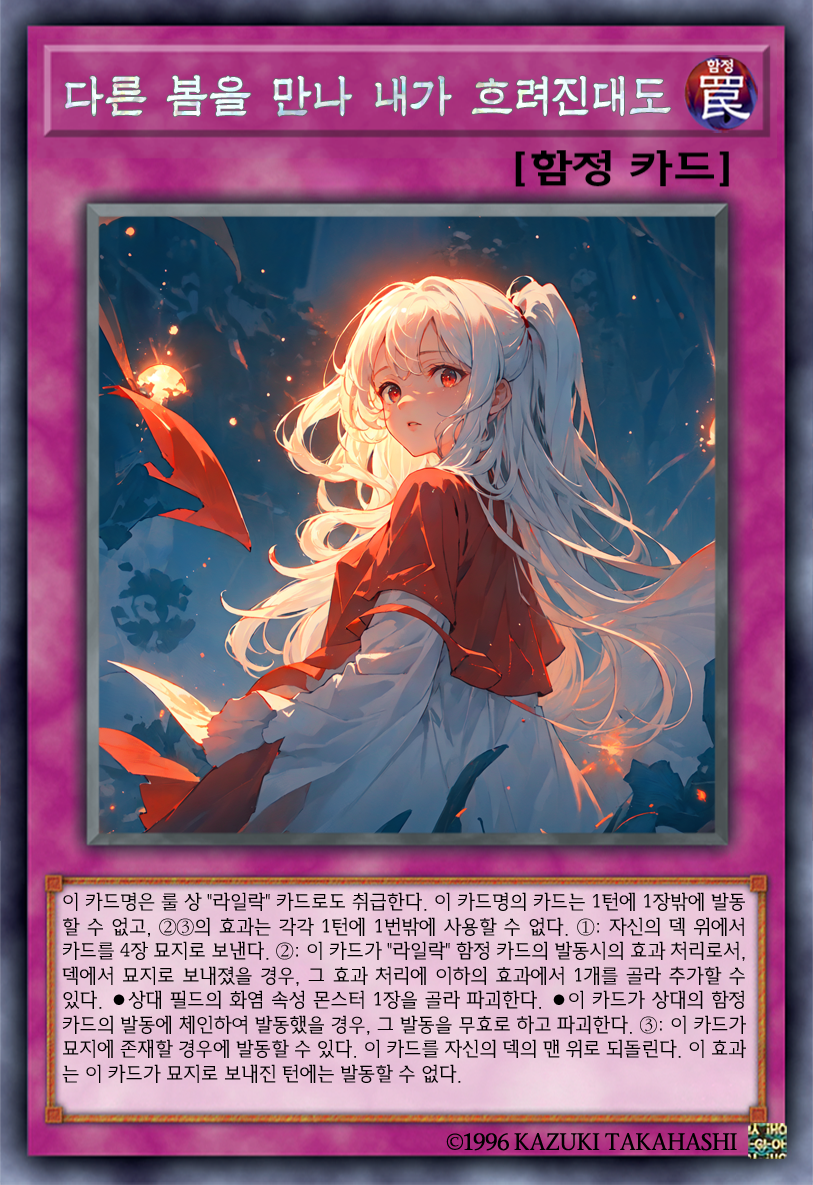 다른 봄을 만나 내가 흐려진대도
함정
罠
[함정 카드]
이 카드명은 룰 상 "라일락" 카드로도 취급한다. 이 카드명의 카드는 1턴에 1장밖에 발동
할 수 없고, ②③의 효과는 각각 1턴에 1번밖에 사용할 수 없다. ①: 자신의 덱 위에서
카드를 4장 묘지로 보낸다. ②: 이 카드가 "라일락" 함정 카드의 발동시의 효과 처리로서,
덱에서 묘지로 보내졌을 경우, 그 효과 처리에 이하의 효과에서 1개를 골라 추가할 수
있다. ●상대 필드의 화염 속성 몬스터 1장을 골라 파괴한다. ●이 카드가 상대의 함정
카드의 발동에 체인하여 발동했을 경우, 그 발동을 무효로 하고 파괴한다. ③: 이 카드가
묘지에 존재할 경우에 발동할 수 있다. 이 카드를 자신의 덱의 맨 위로 되돌린다. 이 효과
는 이 카드가 묘지로 보내진 턴에는 발동할 수 없다.
©1996 KAZUKI TAKAHASHI